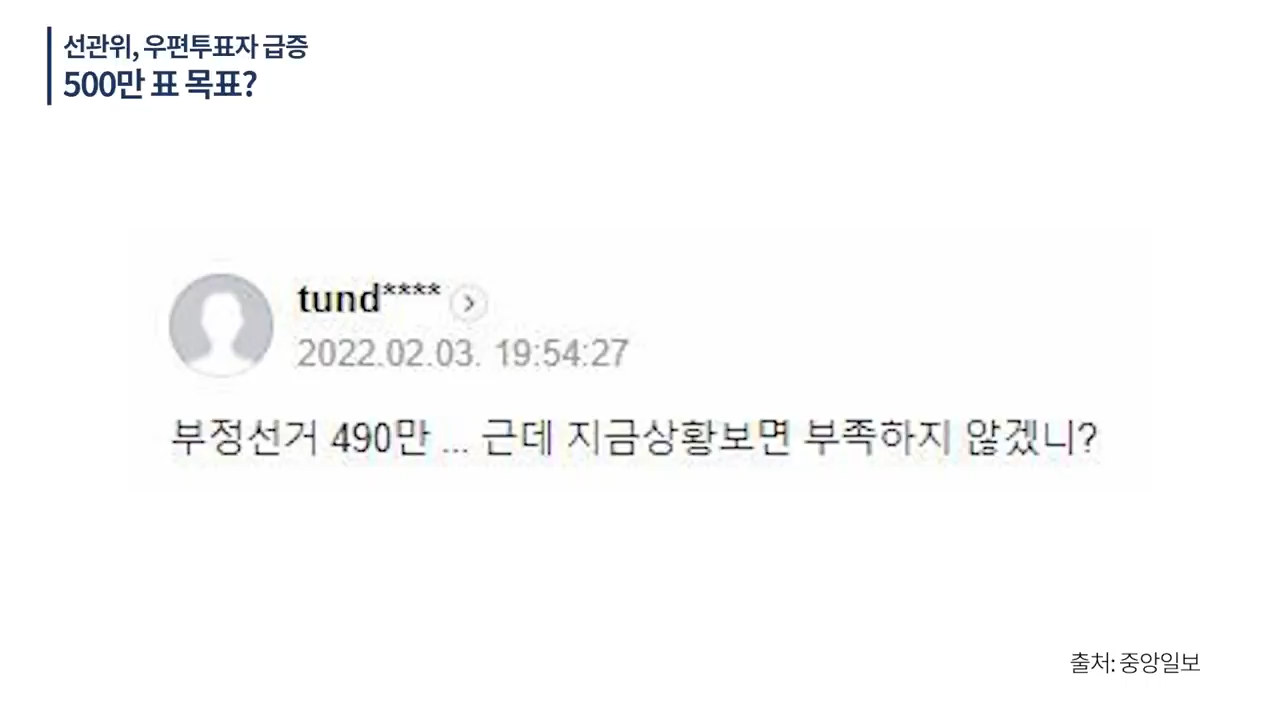 선관위, 우편투표자 급증
500만 표 목표?
tund****
2022.02.03. 19:54:27
부정선거 490만 ... 근데 지금상황보면 부족하지 않겠니?
출처: 중앙일보